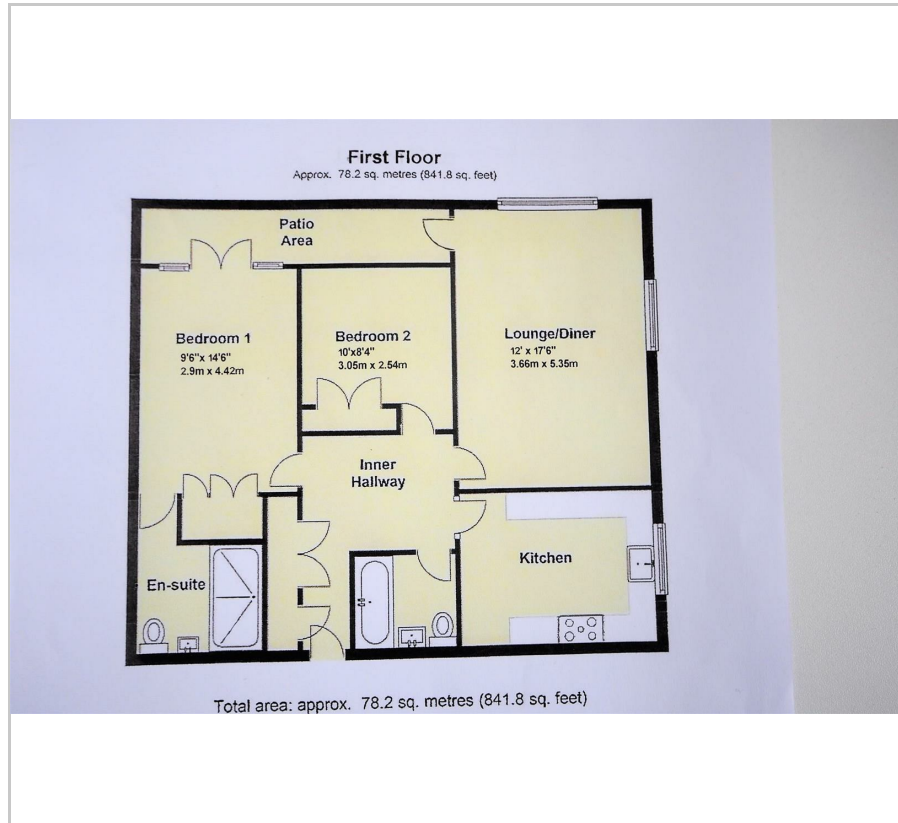 First Floor
Approx. 78.2 sq. metres (841.8 sq. feet)
Patio
Area
Bedroom 1
9'6"x 14'6"
2.9m x 4.42m
Bedroom 2
10'x8'4"
3.05m x 2.54m
Lounge/Diner
12' x 17'6"
3.66m x 5.35m
Inner
Hallway
Kitchen
En-suite
Total area: approx. 78.2 sq. metres (841.8 sq. feet)